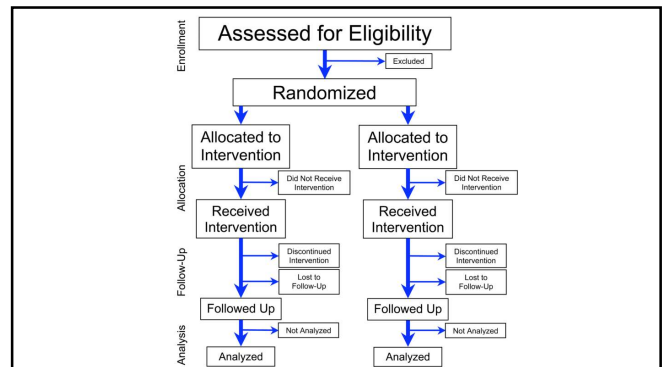 Enrollment
Assessed for Eligibility
Excluded
Randomized
Allocated to
Intervention
Allocated to
Intervention
Allocation
Did Not Receive
Intervention
Did Not Receive
Intervention
Received
Intervention
Received
Intervention
Follow-Up
Discontinued
Intervention
Discontinued
Intervention
Lost to
Follow-Up
Lost to
Follow-Up
Followed Up
Followed Up
Analysis
Not Analyzed
Not Analyzed
Analyzed
Analyzed